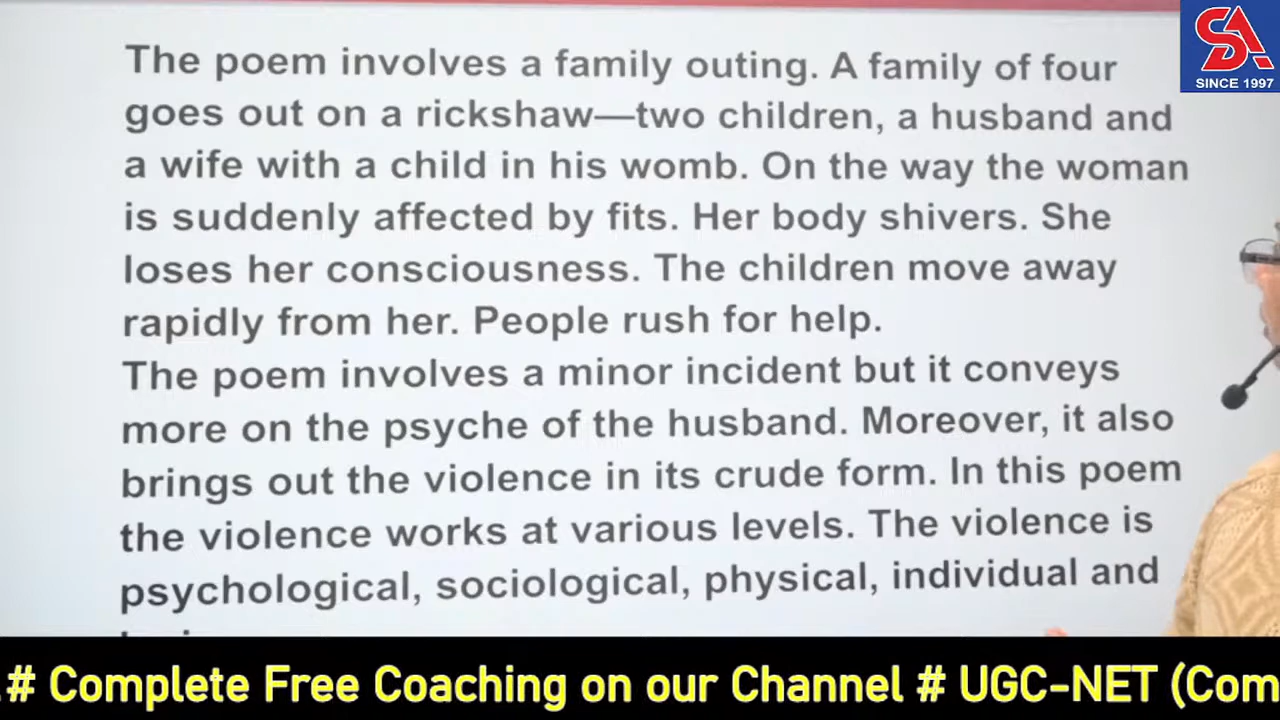 SA
SINCE 1997
The poem involves a family outing. A family of four
goes out on a rickshaw—two children, a husband and
a wife with a child in his womb. On the way the woman
is suddenly affected by fits. Her body shivers. She
loses her consciousness. The children move away
rapidly from her. People rush for help.
The poem involves a minor incident but it conveys
more on the psyche of the husband. Moreover, it also
brings out the violence in its crude form. In this poem
the violence works at various levels. The violence is
psychological, sociological, physical, individual and
# Complete Free Coaching on our Channel # UGC-NET (Com